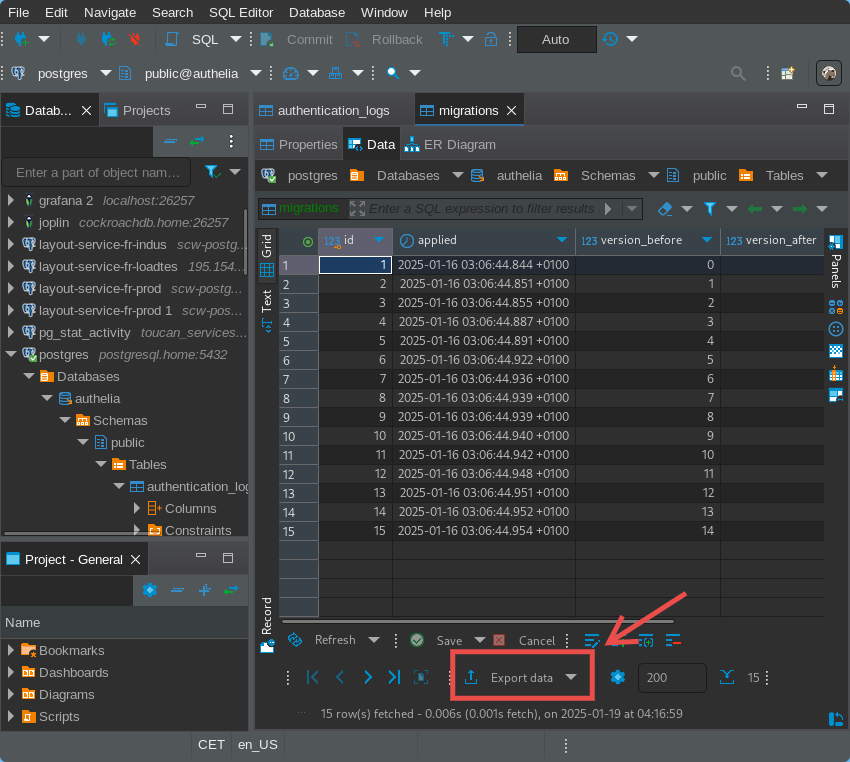 File Edit Navigate Search SQL Editor Database Window Help
SQL Commit Rollback Auto
postgres public@authelia
Datab... Projects
Enter a part of object nam...
grafana 2 localhost:26257
joplin cockroachdb.home:26257
layout-service-fr-indus scw-postg...
layout-service-fr-loadtes 195.154...
layout-service-fr-prod scw-postg...
layout-service-fr-prod 1 scw-pos...
pg_stat_activity toucan_services...
postgres postgresql.home:5432
Databases
authelia
Schemas
public
Tables
authentication_log
Columns
Constraints
Project - General
Name
Bookmarks
Dashboards
Diagrams
Scripts
authentication_logs migrations
Properties Data ER Diagram
postgres Databases authelia Schemas public Tables
migrations Enter a SQL expression to filter results
Grid
Text
Record
123 id applied 123 version_before 123 version_after
1 1 2025-01-16 03:06:44.844 +0100 0
2 2 2025-01-16 03:06:44.851 +0100 1
3 3 2025-01-16 03:06:44.855 +0100 2
4 4 2025-01-16 03:06:44.887 +0100 3
5 5 2025-01-16 03:06:44.891 +0100 4
6 6 2025-01-16 03:06:44.922 +0100 5
7 7 2025-01-16 03:06:44.936 +0100 6
8 8 2025-01-16 03:06:44.939 +0100 7
9 9 2025-01-16 03:06:44.939 +0100 8
10 10 2025-01-16 03:06:44.940 +0100 9
11 11 2025-01-16 03:06:44.942 +0100 10
12 12 2025-01-16 03:06:44.948 +0100 11
13 13 2025-01-16 03:06:44.951 +0100 12
14 14 2025-01-16 03:06:44.952 +0100 13
15 15 2025-01-16 03:06:44.954 +0100 14
Panels
Refresh Save Cancel
Export data 200 15
15 row(s) fetched - 0.006s (0.001s fetch), on 2025-01-19 at 04:16:59
CET en_US